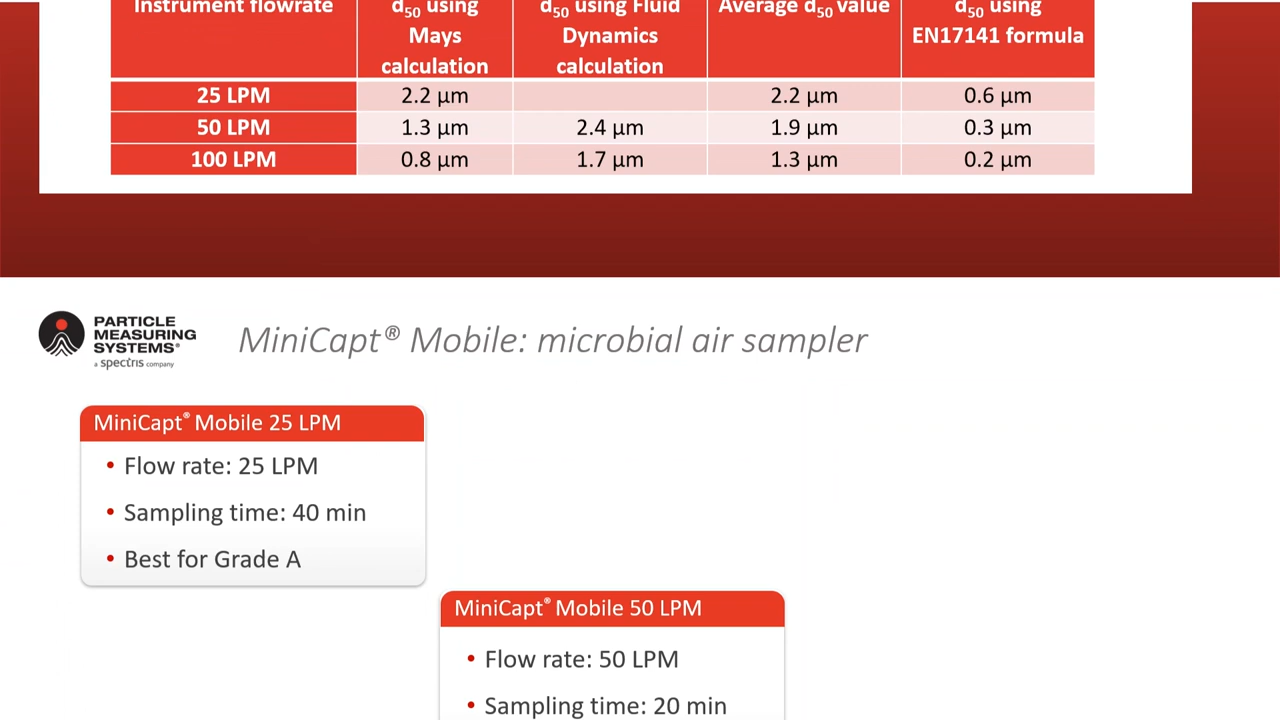 Instrument flowrate d50 using Mays calculation d50 using Fluid Dynamics calculation Average d50 value d50 using EN17141 formula
25 LPM 2.2 µm 2.2 µm 0.6 µm
50 LPM 1.3 µm 2.4 µm 1.9 µm 0.3 µm
100 LPM 0.8 µm 1.7 µm 1.3 µm 0.2 µm
PARTICLE
MEASURING
SYSTEMS®
a spectris company
MiniCapt® Mobile: microbial air sampler
MiniCapt® Mobile 25 LPM
• Flow rate: 25 LPM
• Sampling time: 40 min
• Best for Grade A
MiniCapt® Mobile 50 LPM
• Flow rate: 50 LPM
• Sampling time: 20 min